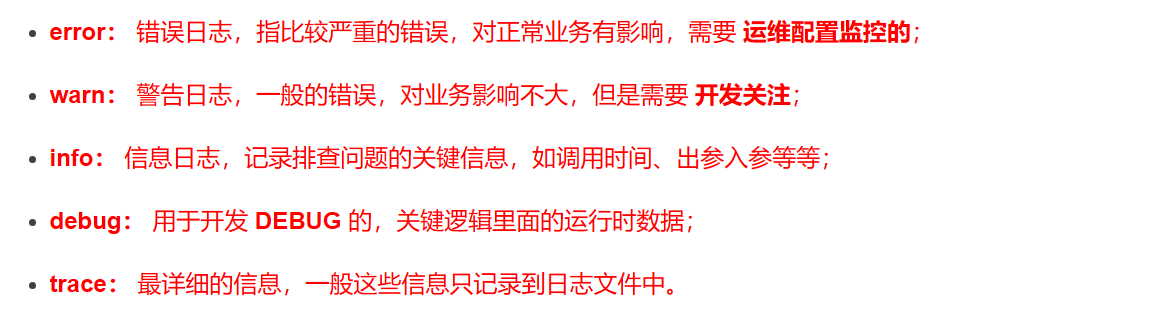 error： 错误日志，指比较严重的错误，对正常业务有影响，需要 运维配置监控的；
warn： 警告日志，一般的错误，对业务影响不大，但是需要 开发关注；
info： 信息日志，记录排查问题的关键信息，如调用时间、出参入参等等；
debug： 用于开发 DEBUG 的，关键逻辑里面的运行时数据；
trace： 最详细的信息，一般这些信息只记录到日志文件中。